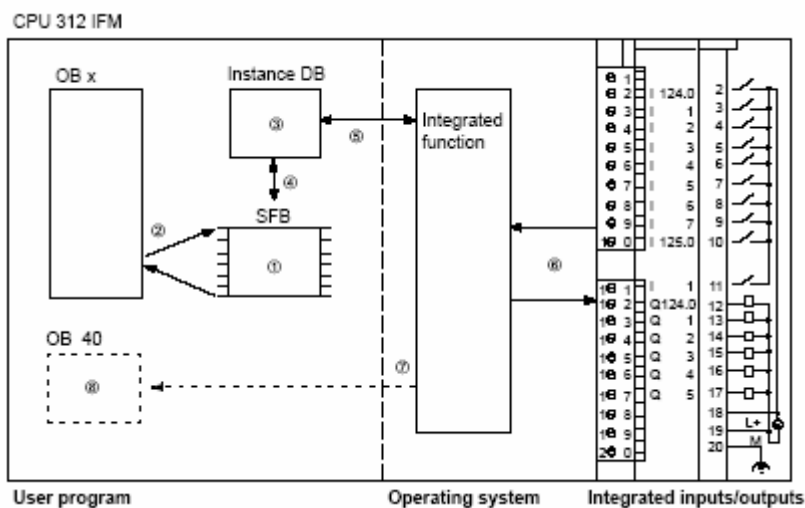 CPU 312 IFM
OB x
Instance DB
③
⑤
④
SFB
②
①
OB 40
⑧
⑦
Integrated
function
⑥
1
2 I 124.0 2
3 I 1 3
4 I 2 4
5 I 3 5
6 I 4 6
7 I 5 7
8 I 6 8
9 I 7 9
0 I 125.0 10
1 I 1 11
2 Q124.0 12
3 Q 1 13
4 Q 2 14
5 Q 3 15
6 Q 4 16
7 Q 5 17
8 18
9 19 L+
0 20 M
User program
Operating system
Integrated inputs/outputs